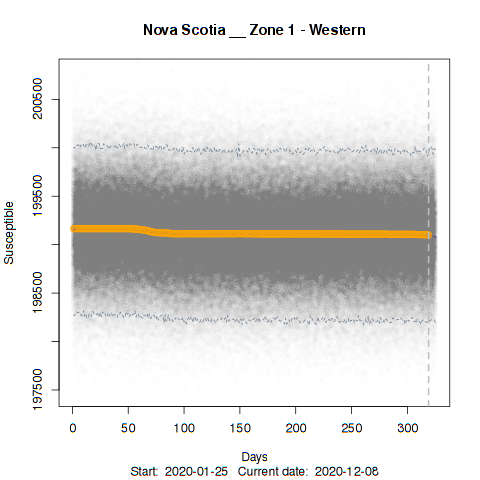 Nova Scotia __ Zone 1 - Western
Susceptible
200500
199500
198500
197500
0 50 100 150 200 250 300
Days
Start: 2020-01-25 Current date: 2020-12-08